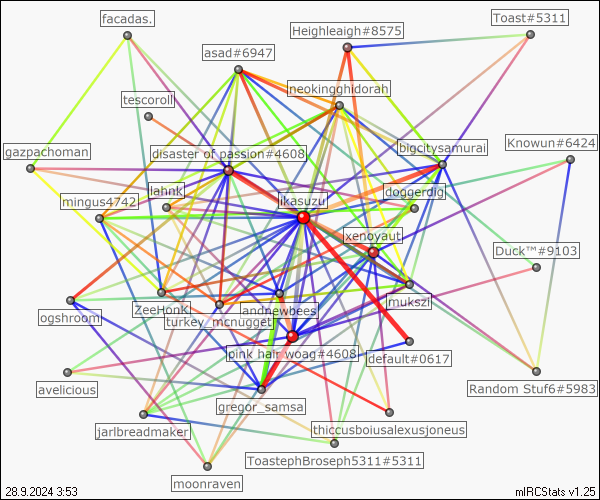 facadas.
Heighleaigh#8575
Toast#5311
asad#6947
neokingghidorah
tescoroll
gazpachoman
disaster of passion#4608
bigcitysamurai
Knowun#6424
mingus4742
lahnk
ikasuzu
doggerdig
xenoyaut
Duck™#9103
ogshroom
ZeeHonk
turkey_mcnugget
landnewbees
mukszi
pink hair woag#4608
default#0617
avelicious
gregor_samsa
Random Stuf6#5983
jarlbreadmaker
thiccusboiusalexusjoneus
ToastephBroseph5311#5311
moonraven
28.9.2024 3:53
mIRCStats v1.25